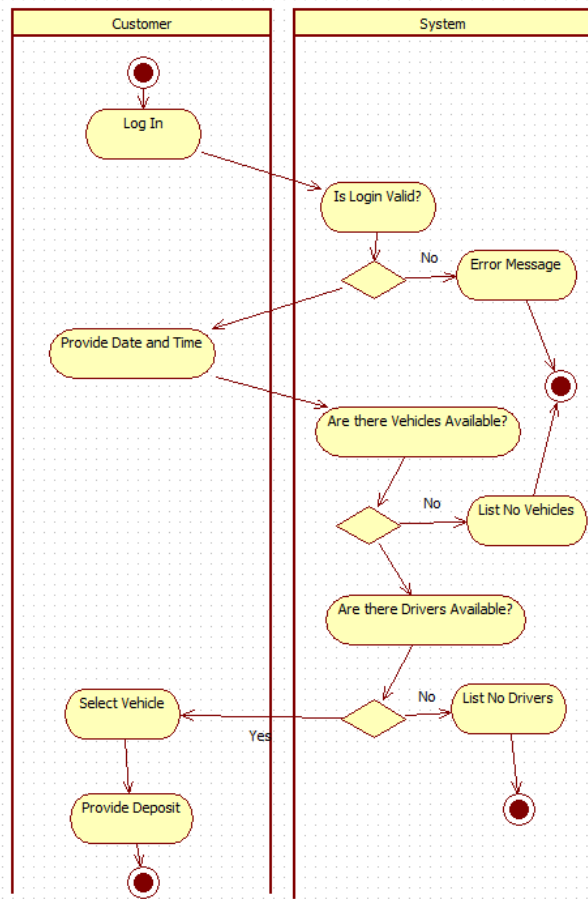 Customer
System
Log In
Is Login Valid?
No
Error Message
Provide Date and Time
Are there Vehicles Available?
No
List No Vehicles
Are there Drivers Available?
Select Vehicle
No
List No Drivers
Yes
Provide Deposit